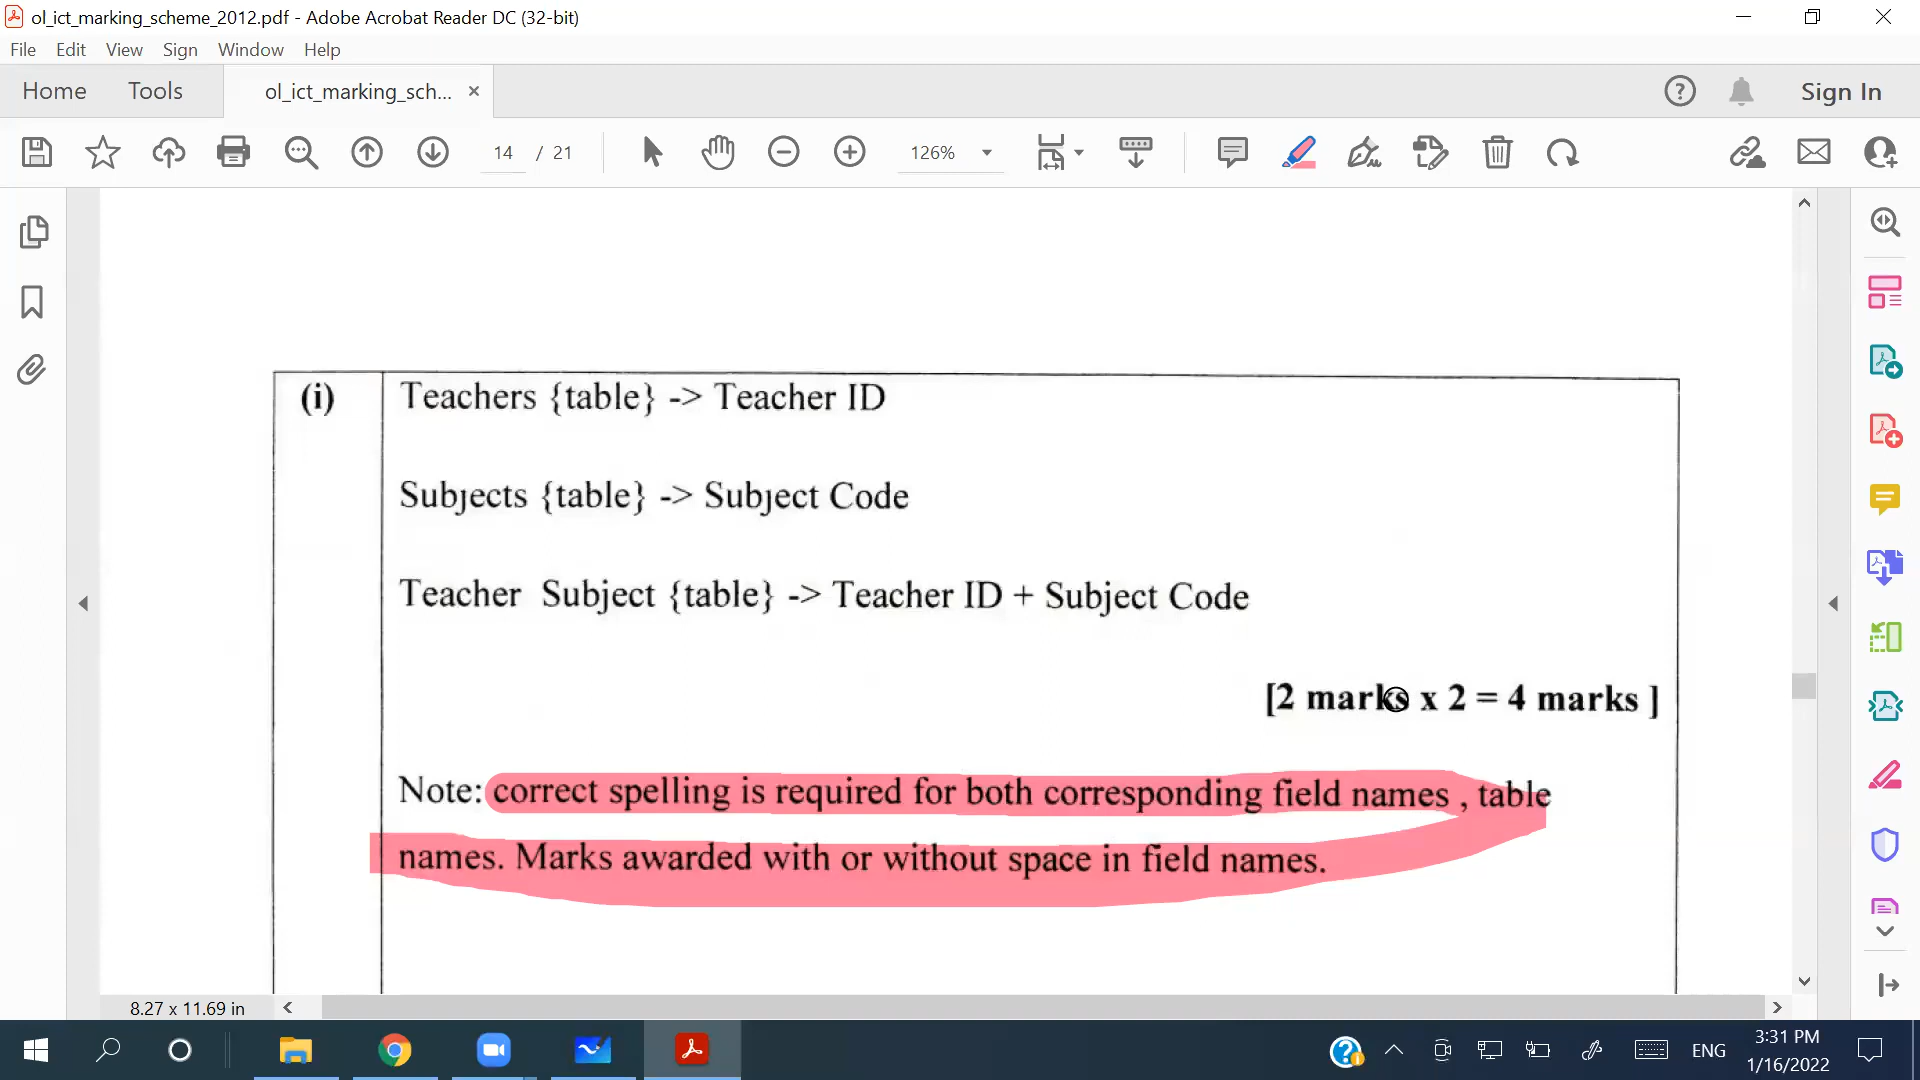 ol_ict_marking_scheme_2012.pdf - Adobe Acrobat Reader DC (32-bit)
File Edit View Sign Window Help
Home Tools ol_ict_marking_sch... Sign In
14 / 21 126%
(i) Teachers {table} -> Teacher ID
Subjects {table} -> Subject Code
Teacher Subject {table} -> Teacher ID + Subject Code
[2 marks x 2 = 4 marks ]
Note: correct spelling is required for both corresponding field names , table
names. Marks awarded with or without space in field names.
8.27 x 11.69 in
ENG
3:31 PM
1/16/2022